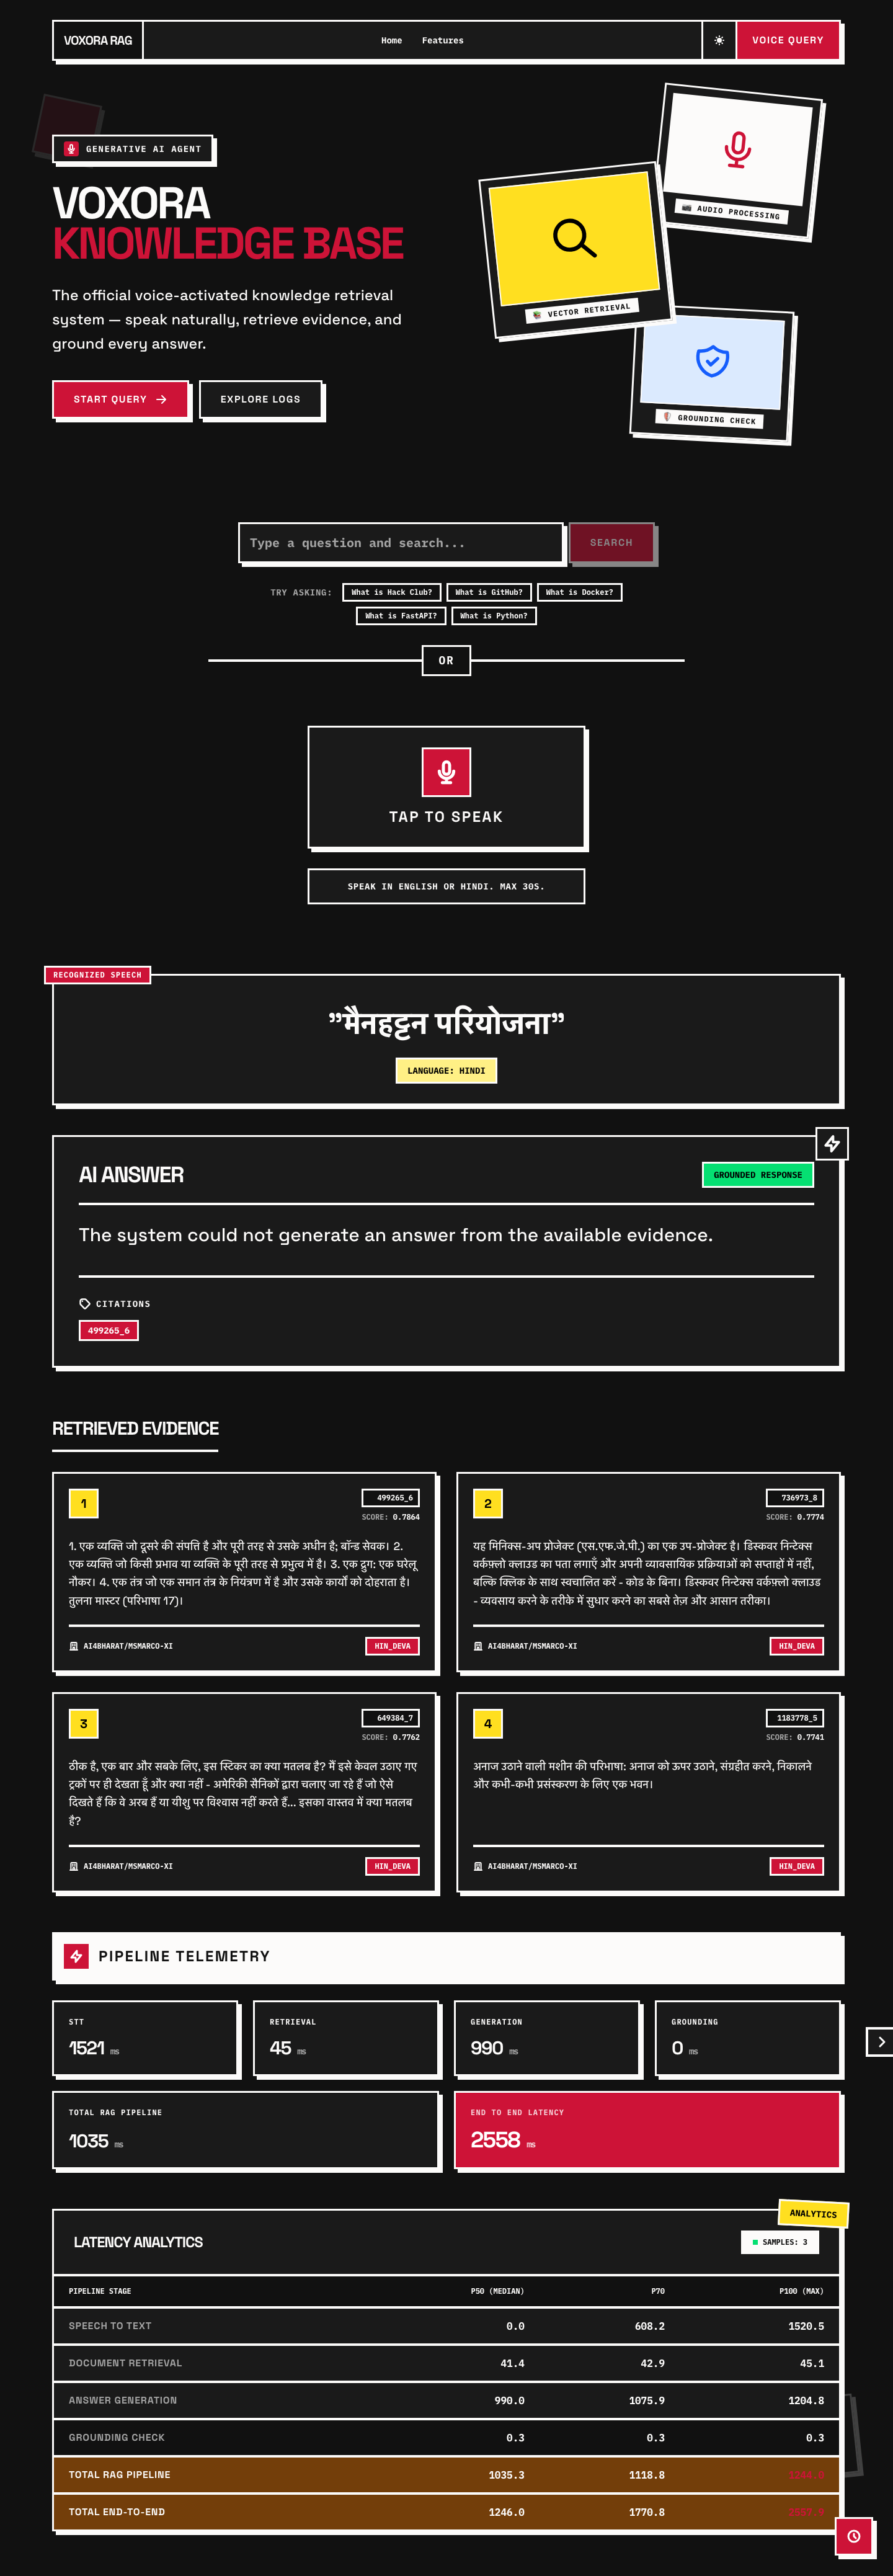 VOXORA RAG
Home
Features
VOICE QUERY
GENERATIVE AI AGENT
VOXORA
KNOWLEDGE BASE
The official voice-activated knowledge retrieval
system — speak naturally, retrieve evidence, and
ground every answer.
START QUERY
EXPLORE LOGS
AUDIO PROCESSING
VECTOR RETRIEVAL
GROUNDING CHECK
Type a question and search...
SEARCH
TRY ASKING:
What is Hack Club?
What is GitHub?
What is Docker?
What is FastAPI?
What is Python?
OR
TAP TO SPEAK
SPEAK IN ENGLISH OR HINDI. MAX 30S.
RECOGNIZED SPEECH
”मैनहट्टन परियोजना”
LANGUAGE: HINDI
AI ANSWER
GROUNDED RESPONSE
The system could not generate an answer from the available evidence.
CITATIONS
499265_6
RETRIEVED EVIDENCE
1
499265_6
SCORE: 0.7864
1. एक व्यक्ति जो दूसरे की संपत्ति है और पूरी तरह से उसके अधीन है; बॉन्ड सेवक। 2.
एक व्यक्ति जो किसी प्रभाव या व्यक्ति के पूरी तरह से प्रभुत्व में है। 3. एक द्रुग: एक घरेलू
नौकर। 4. एक तंत्र जो एक समान तंत्र के नियंत्रण में है और उसके कार्यों को दोहराता है।
तुलना मास्टर (परिभाषा 17)।
AI4BHARAT/MSMARCO-XI
HIN_DEVA
2
736973_8
SCORE: 0.7774
यह मिनिक्स-अप प्रोजेक्ट (एस.एफ.जे.पी.) का एक उप-प्रोजेक्ट है। डिस्कवर निन्टेक्स
वर्कफ़्लो क्लाउड का पता लगाएँ और अपनी व्यावसायिक प्रक्रियाओं को सप्ताहों में नहीं,
बल्कि क्लिक के साथ स्वचालित करें - कोड के बिना। डिस्कवर निन्टेक्स वर्कफ़्लो क्लाउड
- व्यवसाय करने के तरीके में सुधार करने का सबसे तेज़ और आसान तरीका।
AI4BHARAT/MSMARCO-XI
HIN_DEVA
3
649384_7
SCORE: 0.7762
ठीक है, एक बार और सबके लिए, इस स्टिकर का क्या मतलब है? मैं इसे केवल उठाए गए
ट्रकों पर ही देखता हूँ और क्या नहीं - अमेरिकी सैनिकों द्वारा चलाए जा रहे हैं जो ऐसे
दिखते हैं कि वे अरब हैं या यीशु पर विश्वास नहीं करते हैं... इसका वास्तव में क्या मतलब
है?
AI4BHARAT/MSMARCO-XI
HIN_DEVA
4
1183778_5
SCORE: 0.7741
अनाज उठाने वाली मशीन की परिभाषा: अनाज को ऊपर उठाने, संग्रहीत करने, निकालने
और कभी-कभी प्रसंस्करण के लिए एक भवन।
AI4BHARAT/MSMARCO-XI
HIN_DEVA
PIPELINE TELEMETRY
STT
1521 ms
RETRIEVAL
45 ms
GENERATION
990 ms
GROUNDING
0 ms
TOTAL RAG PIPELINE
1035 ms
END TO END LATENCY
2558 ms
ANALYTICS
LATENCY ANALYTICS
SAMPLES: 3
PIPELINE STAGE P50 (MEDIAN) P70 P100 (MAX)
SPEECH TO TEXT 0.0 608.2 1520.5
DOCUMENT RETRIEVAL 41.4 42.9 45.1
ANSWER GENERATION 990.0 1075.9 1204.8
GROUNDING CHECK 0.3 0.3 0.3
TOTAL RAG PIPELINE 1035.3 1118.8
TOTAL END-TO-END 1246.0 1770.8